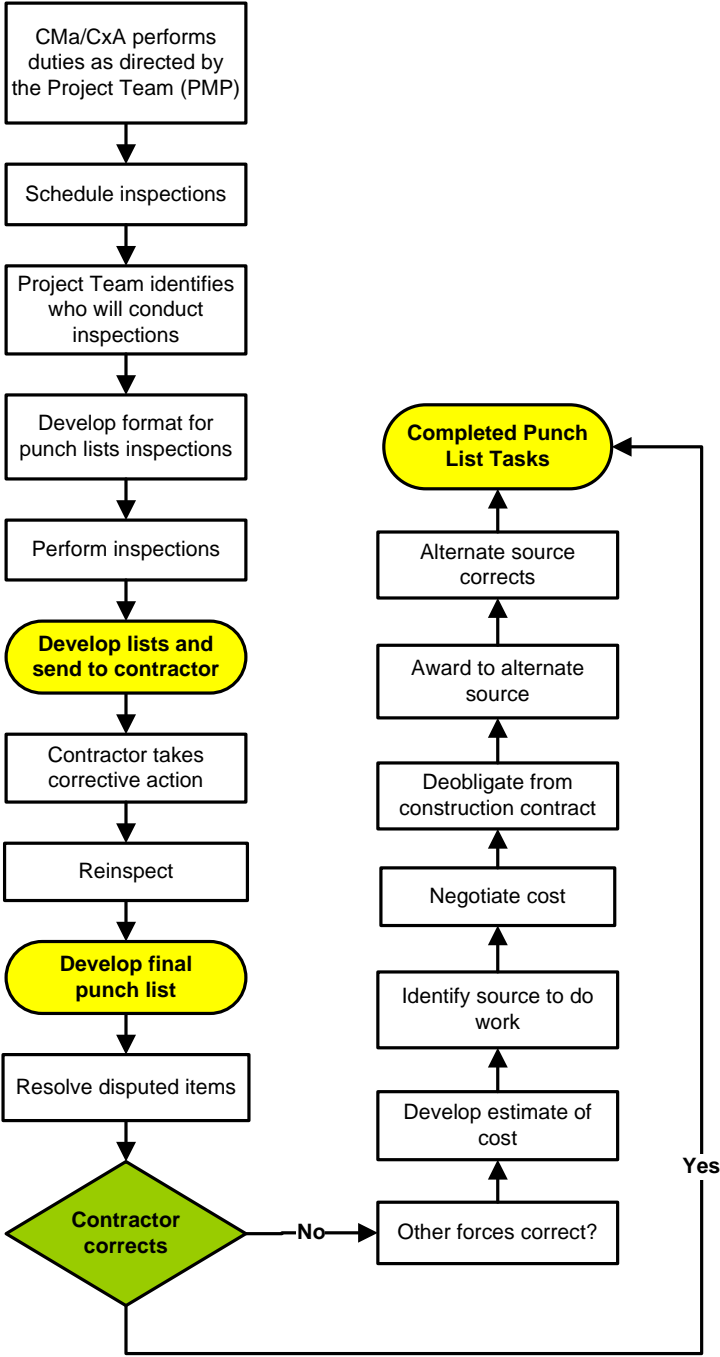 CMa/CxA performs
duties as directed by
the Project Team (PMP)
Schedule inspections
Project Team identifies
who will conduct
inspections
Develop format for
punch lists inspections
Perform inspections
Develop lists and
send to contractor
Contractor takes
corrective action
Reinspect
Develop final
punch list
Resolve disputed items
Contractor
corrects
No
Other forces correct?
Develop estimate of
cost
Identify source to do
work
Negotiate cost
Deobligate from
construction contract
Award to alternate
source
Alternate source
corrects
Completed Punch
List Tasks
Yes